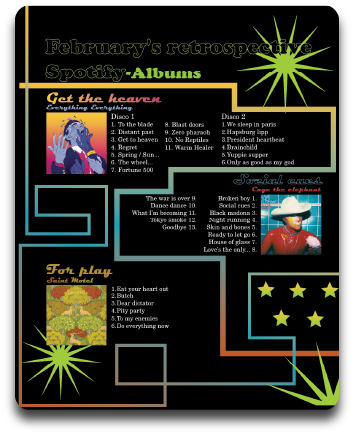 February's retrospective
Spotify-Albums
Get the heaven
Everything Everything
Disco 1
1. To the blade
2. Distant past
3. Get to heaven
4. Regret
5. Spring / Sun...
6. The wheel...
7. Fortune 500
8. Blast doors
9. Zero pharaoh
10. No Reptiles
11. Warm Healer
Disco 2
1.We sleep in paris
2.Hapsburg lipp
3.President heartbeat
4.Brainchild
5.Yuppie supper
6.Only as good as my god
Social cues
Cage the elephant
Broken boy 1.
Social cues 2.
Black madona 3.
Night running 4.
Skin and bones 5.
Ready to let go 6.
House of glass 7.
Love's the only... 8.
The war is over 9.
Dance dance 10.
What I'm becoming 11.
Tokyo smoke 12.
Goodbye 13.
For play
Saint Motel
1.Eat your heart out
2.Butch
3.Dear dictator
4.Pity party
5.To my enemies
6.Do everything now